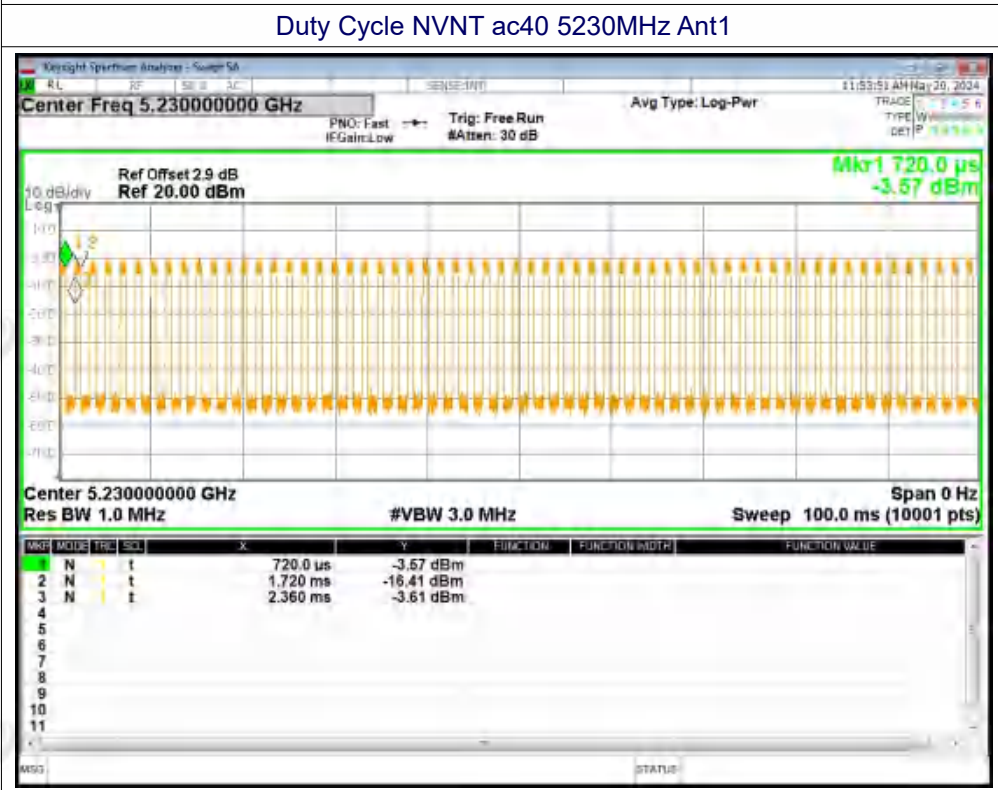 Duty Cycle NVNT ac40 5230MHz Ant1
Keysight Spectrum Analyzer - Swept SA
RL RF AC SENSE:INT 11:53:51 AM May 20, 2024
Center Freq 5.230000000 GHz Avg Type: Log-Pwr TRACE
PNO: Fast Trig: Free Run TYPE W
IFGain:Low #Atten: 30 dB DET P
Mkr1 720.0 µs
Ref Offset 2.9 dB
10 dB/div Ref 20.00 dBm -3.57 dBm
Log
Center 5.230000000 GHz Span 0 Hz
Res BW 1.0 MHz #VBW 3.0 MHz Sweep 100.0 ms (10001 pts)
MKR MODE TRC SCL X Y FUNCTION FUNCTION WIDTH FUNCTION VALUE
1 N 1 t 720.0 µs -3.57 dBm
2 N 1 t 1.720 ms -16.41 dBm
3 N 1 t 2.360 ms -3.61 dBm
4
5
6
7
8
9
10
11
MSG STATUS